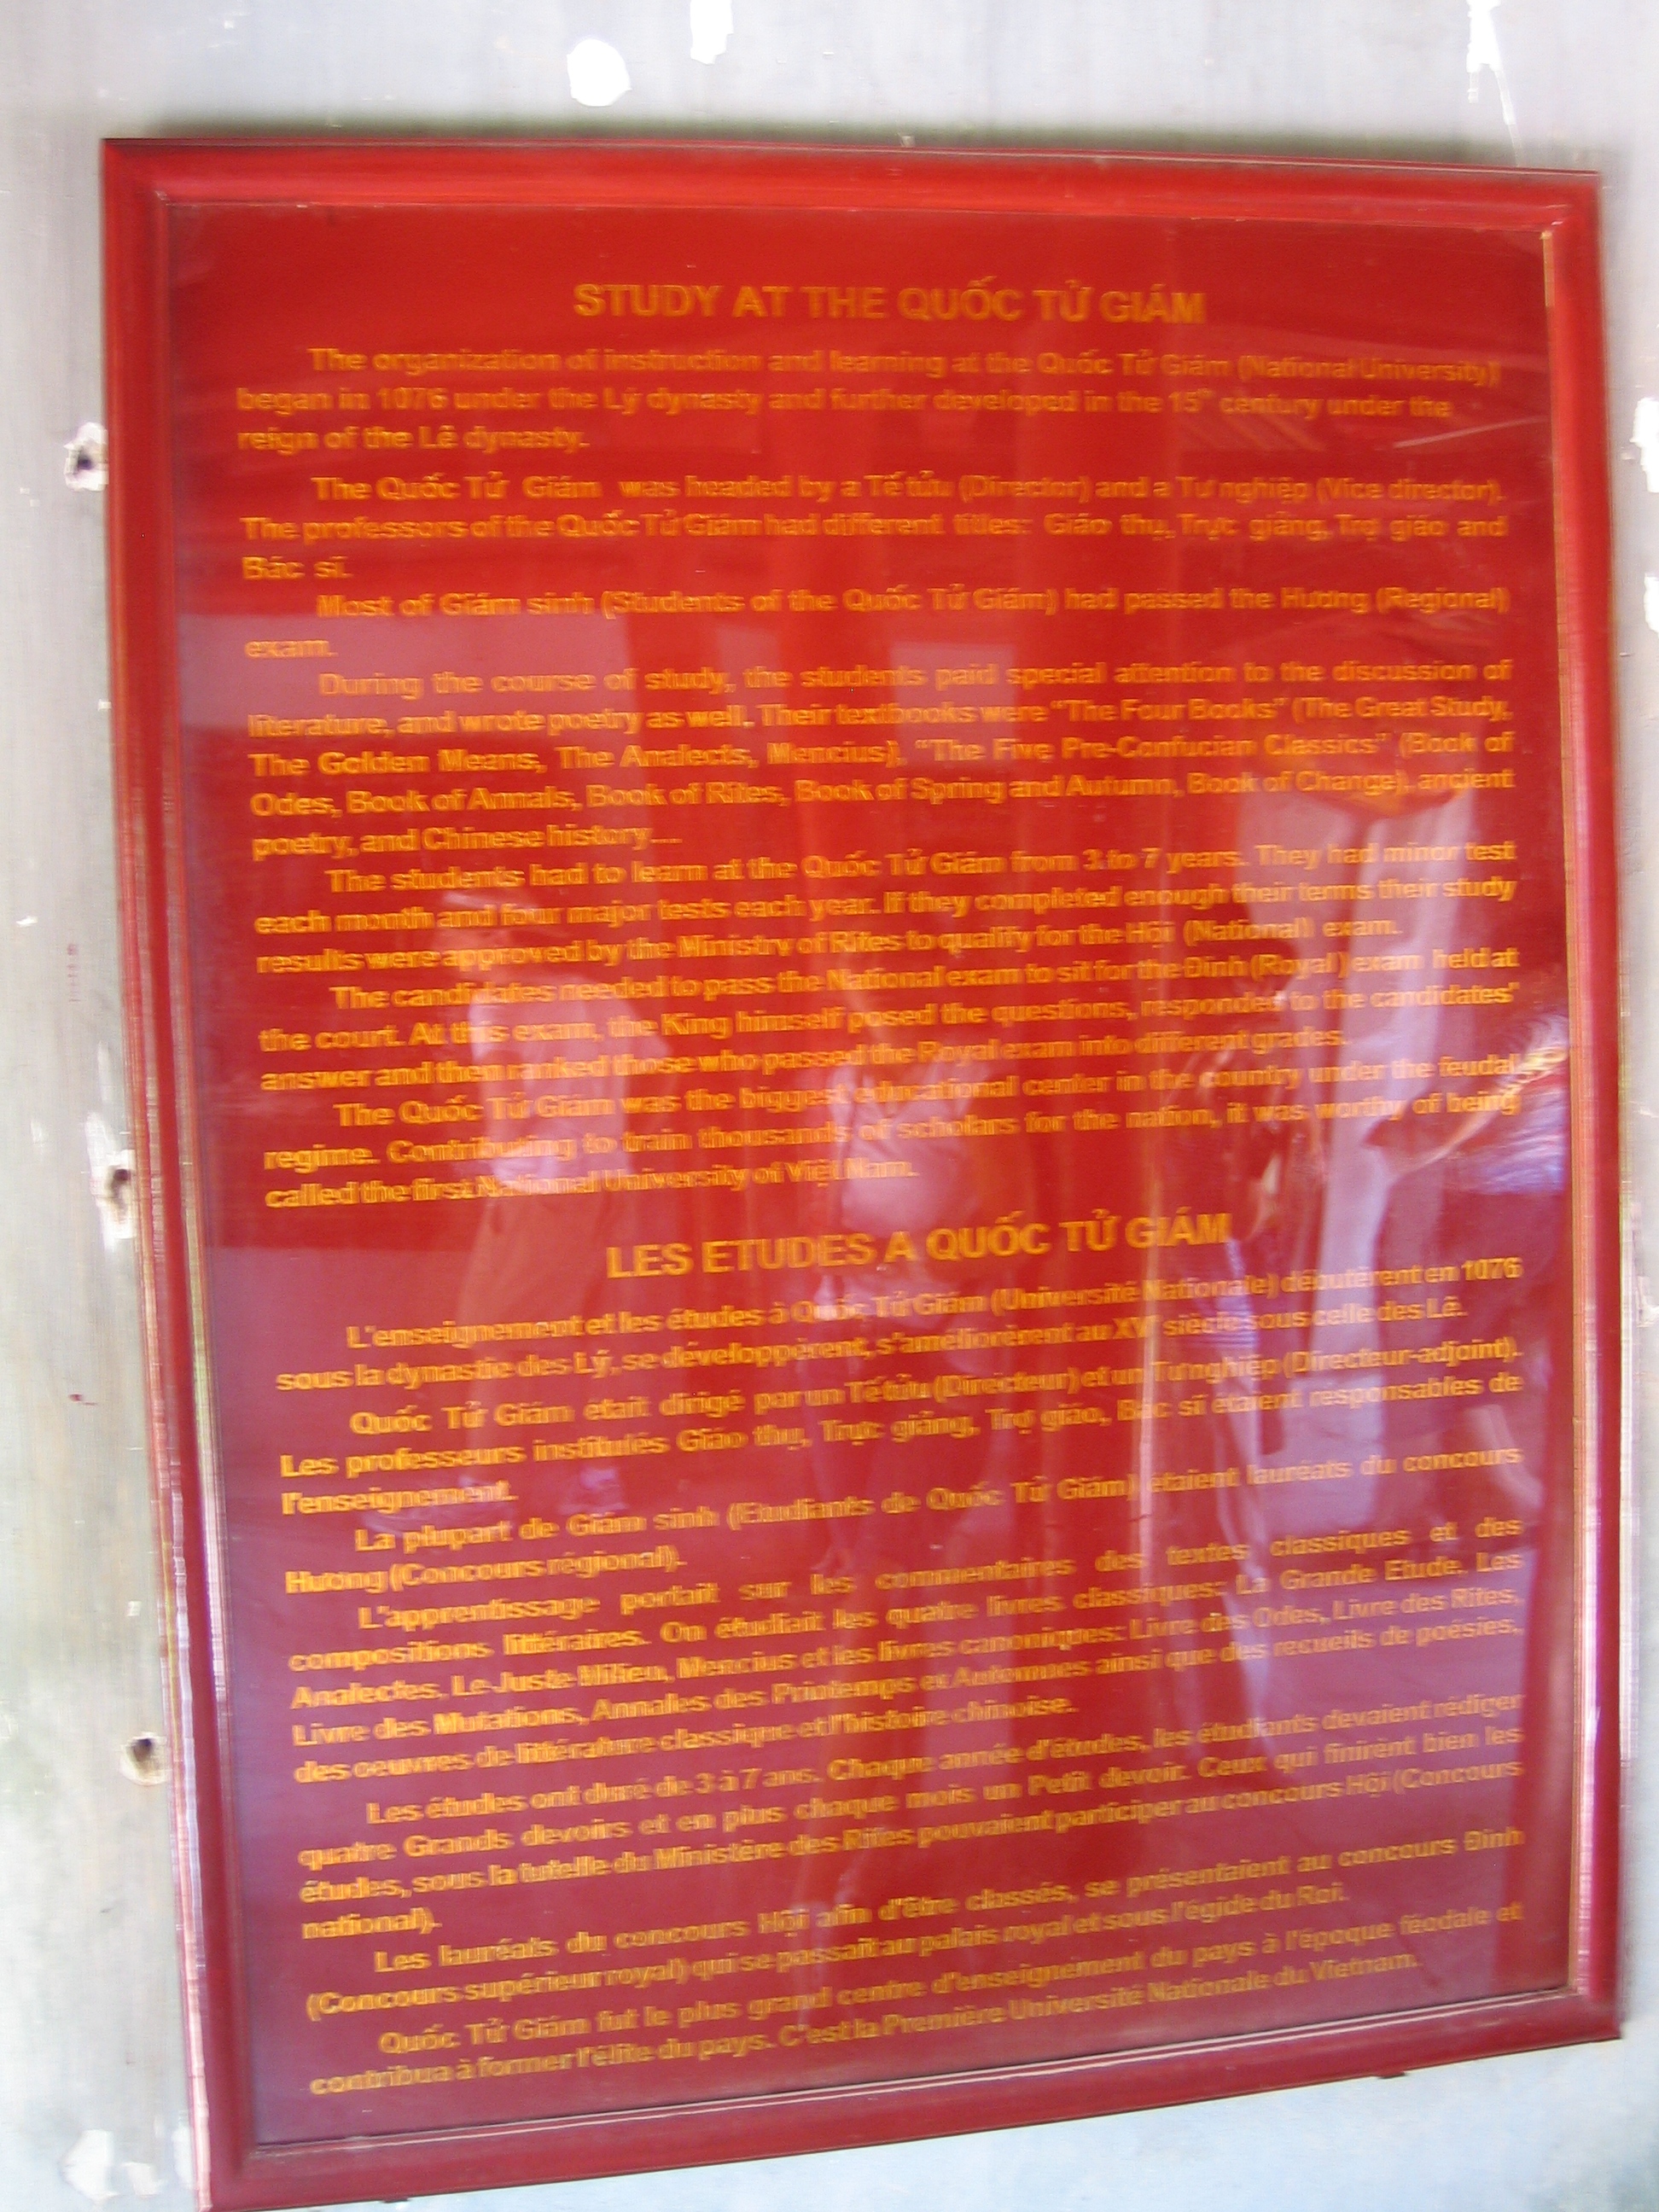 STUDY AT THE QUỐC TỬ GIÁM
The organization of instruction and learning at the Quốc Tử Giám (National University)
began in 1076 under the Lý dynasty and further developed in the 15th century under the
reign of the Lê dynasty.
The Quốc Tử Giám was headed by a Tế tửu (Director) and a Tư nghiệp (Vice director).
The professors of the Quốc Tử Giám had different titles: Giáo thụ, Trực giảng, Trợ giáo and
Bác sĩ.
Most of Giám sinh (Students of the Quốc Tử Giám) had passed the Hương (Regional)
exam.
During the course of study, the students paid special attention to the discussion of
literature, and wrote poetry as well. Their textbooks were "The Four Books" (The Great Study,
The Golden Means, The Analects, Mencius), "The Five Pre-Confucian Classics" (Book of
Odes, Book of Annals, Book of Rites, Book of Spring and Autumn, Book of Change), ancient
poetry, and Chinese history....
The students had to learn at the Quốc Tử Giám from 3 to 7 years. They had minor test
each month and four major tests each year. If they completed enough their terms their study
results were approved by the Ministry of Rites to qualify for the Hội (National) exam.
The candidates needed to pass the National exam to sit for the Đình (Royal) exam held at
the court. At this exam, the King himself posed the questions, responded to the candidates'
answer and then ranked those who passed the Royal exam into different grades.
The Quốc Tử Giám was the biggest educational center in the country under the feudal
regime. Contributing to train thousands of scholars for the nation, it was worthy of being
called the first National University of Việt Nam.
LES ETUDES A QUỐC TỬ GIÁM
L'enseignement et les études à Quốc Tử Giám (Université Nationale) débutèrent en 1076
sous la dynastie des Lý, se développèrent, s'améliorèrent au XVe siècle sous celle des Lê.
Quốc Tử Giám était dirigé par un Tế tửu (Directeur) et un Tư nghiệp (Directeur-adjoint).
Les professeurs institulés Giáo thụ, Trực giảng, Trợ giáo, Bác sĩ étaient responsables de
l'enseignement.
La plupart de Giám sinh (Etudiants de Quốc Tử Giám) étaient lauréats du concours
Hương (Concours régional).
L'apprentissage portait sur les commentaires des textes classiques et des
compositions littéraires. On étudiait les quatre livres classiques: La Grande Etude, Les
Analectes, Le Juste Milieu, Mencius et les livres canoniques: Livre des Odes, Livre des Rites,
Livre des Mutations, Annales des Printemps et Automnes ainsi que des recueils de poésies,
des oeuvres de littérature classique et l'histoire chinoise.
Les études ont duré de 3 à 7 ans. Chaque année d'études, les étudiants devaient rédiger
quatre Grands devoirs et en plus chaque mois un Petit devoir. Ceux qui finirent bien les
études, sous la tutelle du Ministère des Rites pouvaient participer au concours Hội (Concours
national).
Les lauréats du concours Hội afin d'être classés, se présentaient au concours Đình
(Concours supérieur royal) qui se passait au palais royal et sous l'égide du Roi.
Quốc Tử Giám fut le plus grand centre d'enseignement du pays à l'époque féodale et
contribua à former l'élite du pays. C'est la Première Université Nationale du Vietnam.